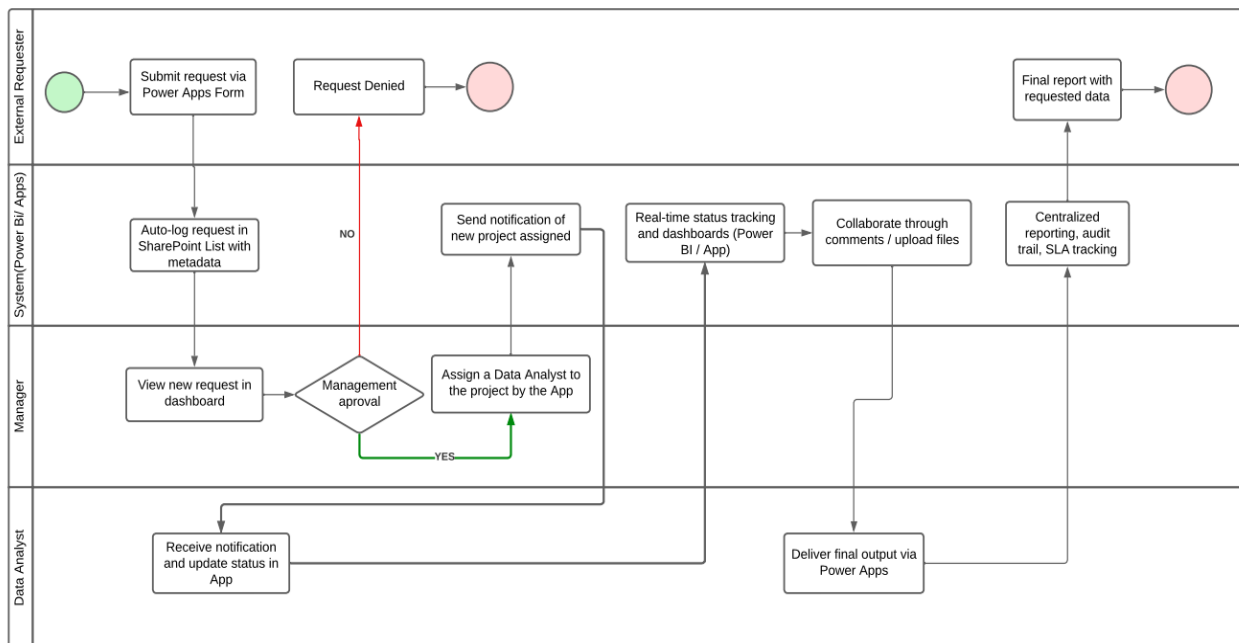 External Requester
Submit request via
Power Apps Form
Request Denied
Final report with
requested data
System(Power Bi/ Apps)
Auto-log request in
SharePoint List with
metadata
NO
Send notification of
new project assigned
Real-time status tracking
and dashboards (Power
BI / App)
Collaborate through
comments / upload files
Centralized
reporting, audit
trail, SLA tracking
Manager
View new request in
dashboard
Management
aproval
YES
Assign a Data Analyst to
the project by the App
Data Analyst
Receive notification
and update status in
App
Deliver final output via
Power Apps